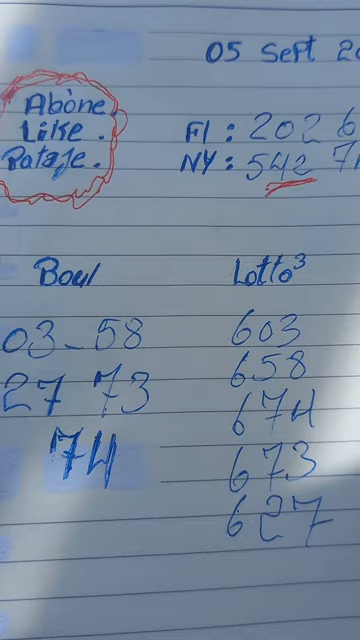 05 Sept 20
Abòne.
Like.
Pataje.
Fl: 202 6
NY: 542 7
Boul
Lotto³
03-58
27 73
74
603
658
674
673
627